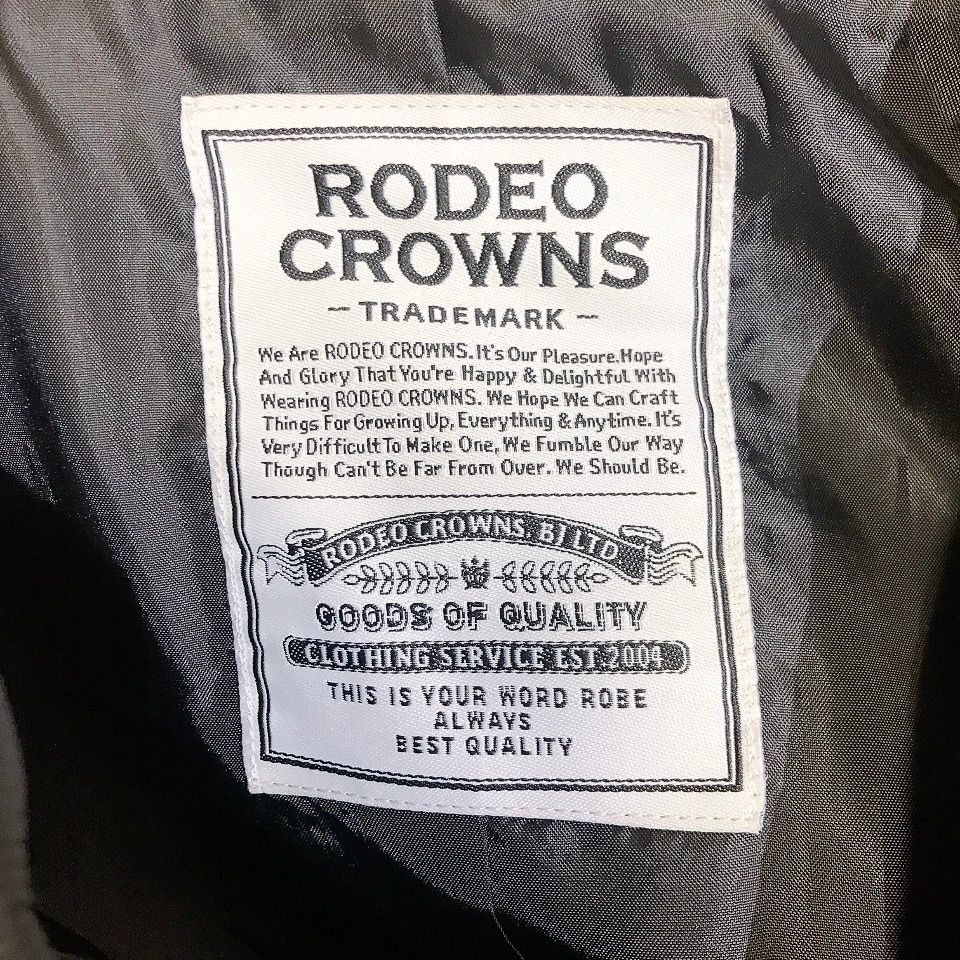 RODEO
CROWNS
- TRADEMARK -
We Are RODEO CROWNS.It's Our Pleasure.Hope
And Glory That You're Happy & Delightful With
Wearing RODEO CROWNS. We Hope We Can Craft
Things For Growing Up, Everything & Anytime. It's
Very Difficult To Make One, We Fumble Our Way
Though Can't Be Far From Over. We Should Be.
RODEO CROWNS. BJ LTD
GOODS OF QUALITY
CLOTHING SERVICE EST 2004
THIS IS YOUR WORD ROBE
ALWAYS
BEST QUALITY